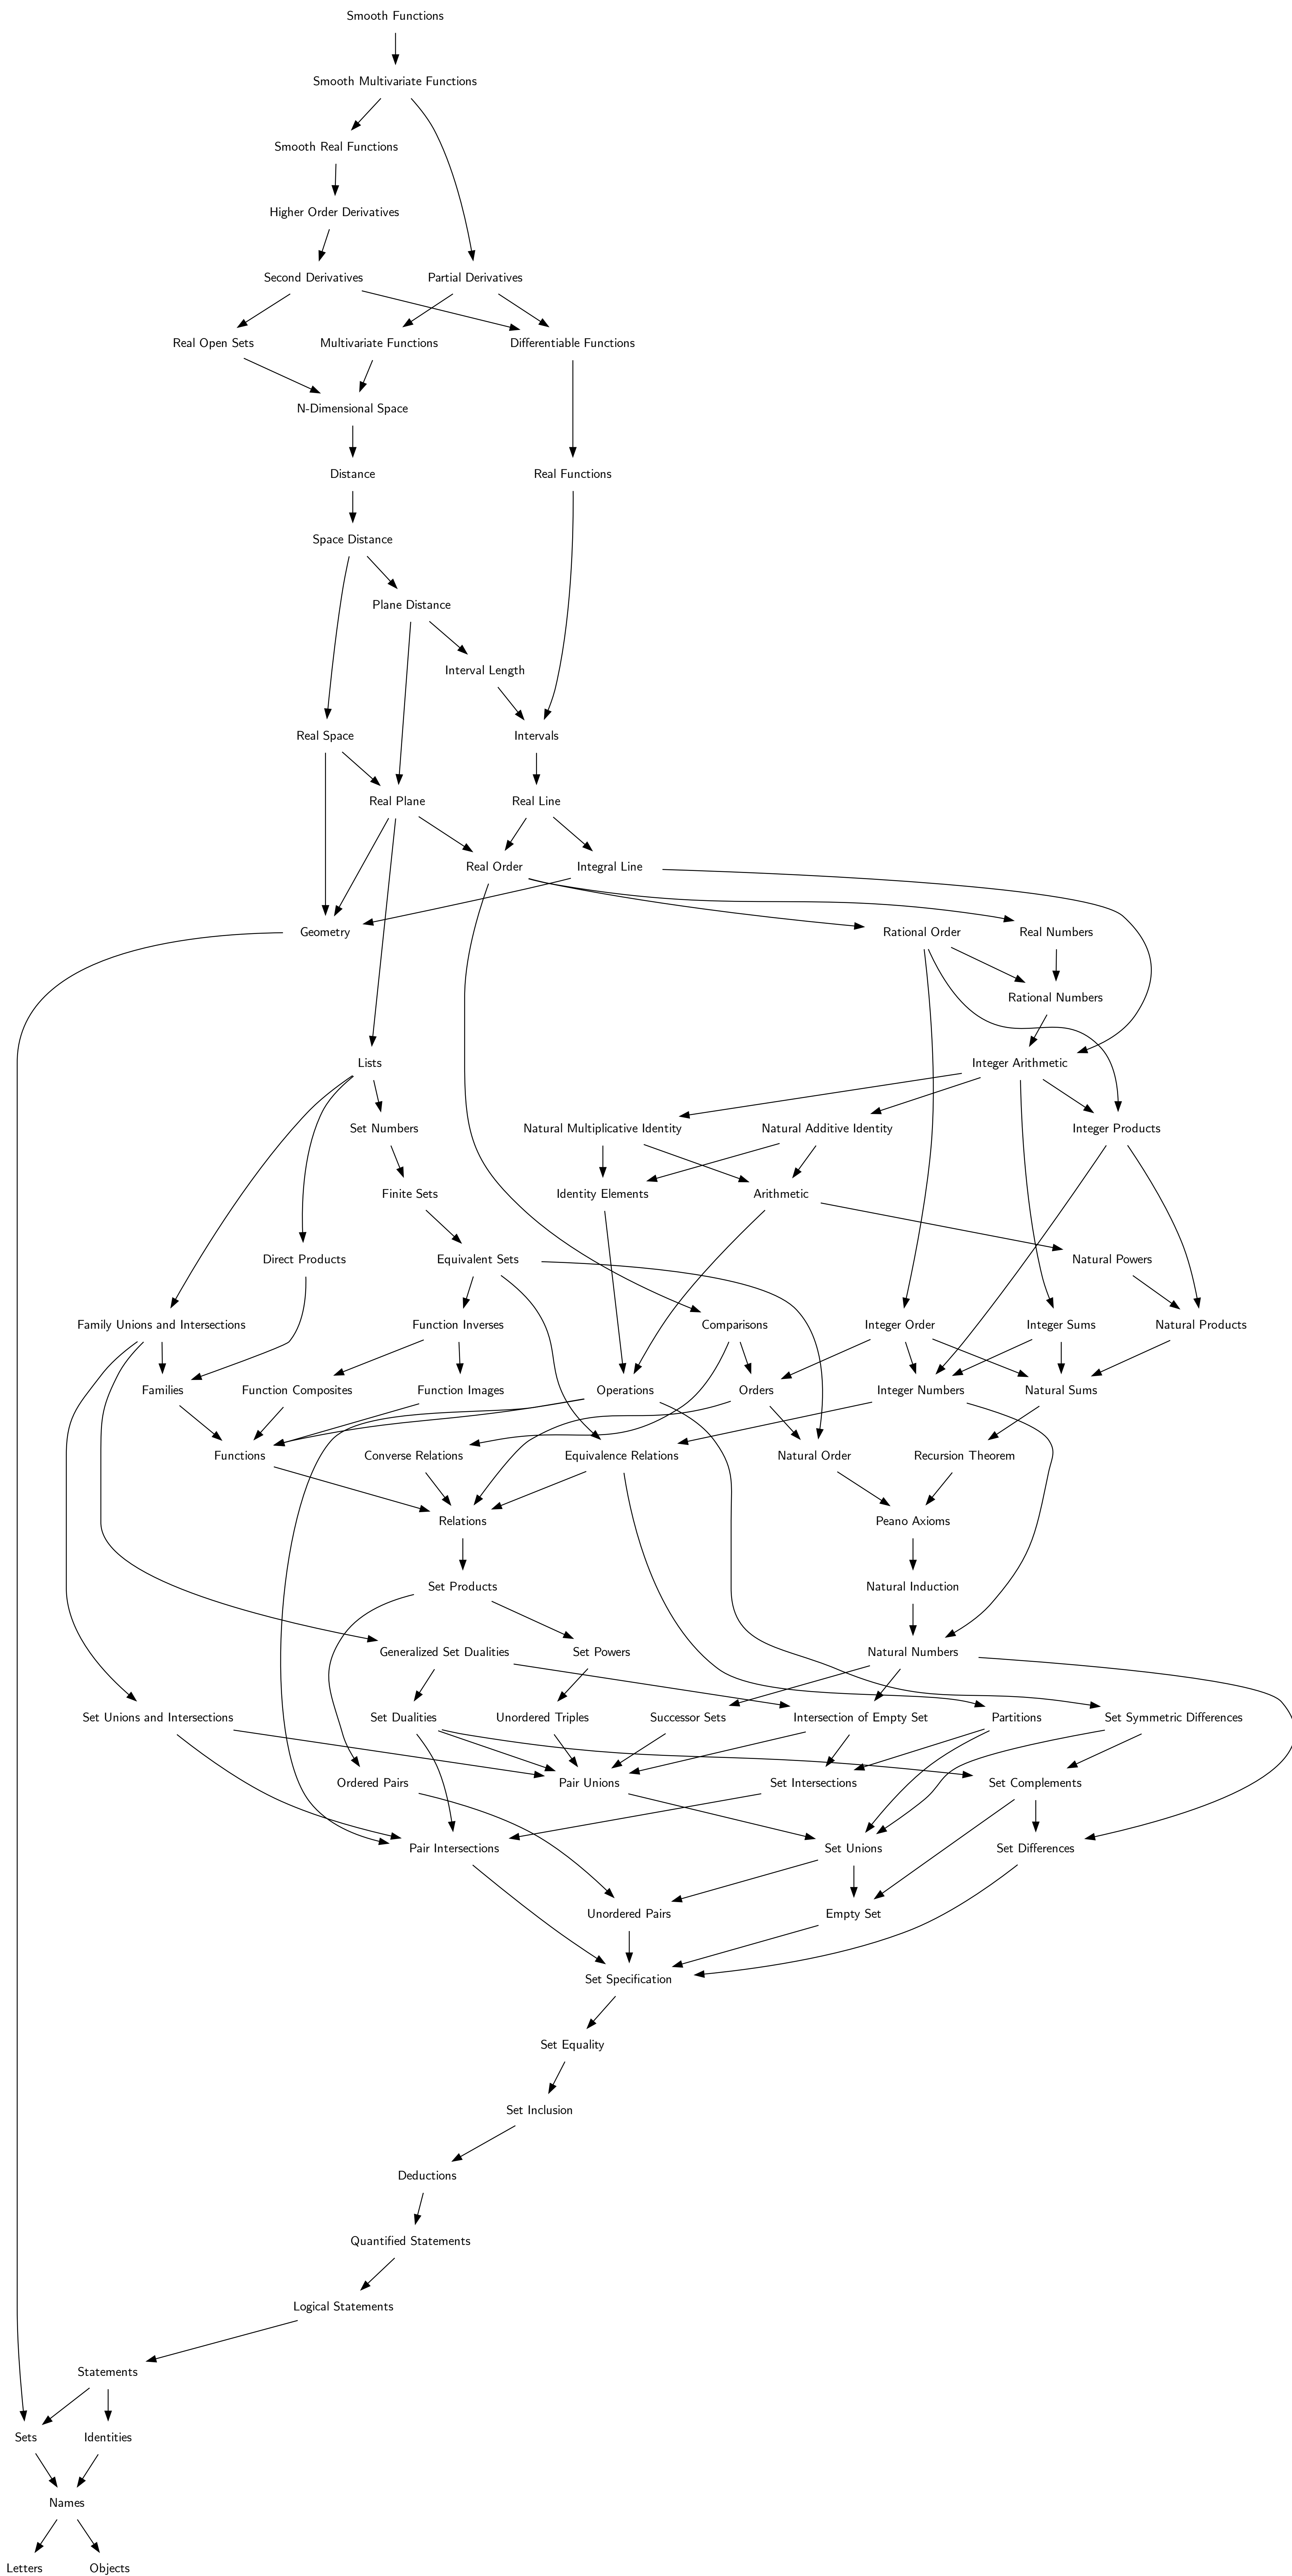 Smooth Functions
Smooth Multivariate Functions
Smooth Real Functions
Higher Order Derivatives
Second Derivatives
Partial Derivatives
Real Open Sets
Multivariate Functions
Differentiable Functions
N-Dimensional Space
Distance
Real Functions
Space Distance
Plane Distance
Interval Length
Real Space
Intervals
Real Plane
Real Line
Real Order
Integral Line
Geometry
Rational Order
Real Numbers
Rational Numbers
Lists
Integer Arithmetic
Set Numbers
Natural Multiplicative Identity
Natural Additive Identity
Integer Products
Finite Sets
Identity Elements
Arithmetic
Direct Products
Equivalent Sets
Natural Powers
Family Unions and Intersections
Function Inverses
Comparisons
Integer Order
Integer Sums
Natural Products
Families
Function Composites
Function Images
Operations
Orders
Integer Numbers
Natural Sums
Functions
Converse Relations
Equivalence Relations
Natural Order
Recursion Theorem
Relations
Peano Axioms
Set Products
Natural Induction
Generalized Set Dualities
Set Powers
Natural Numbers
Set Unions and Intersections
Set Dualities
Unordered Triples
Successor Sets
Intersection of Empty Set
Partitions
Set Symmetric Differences
Ordered Pairs
Pair Unions
Set Intersections
Set Complements
Pair Intersections
Set Unions
Set Differences
Unordered Pairs
Empty Set
Set Specification
Set Equality
Set Inclusion
Deductions
Quantified Statements
Logical Statements
Statements
Sets
Identities
Names
Letters
Objects